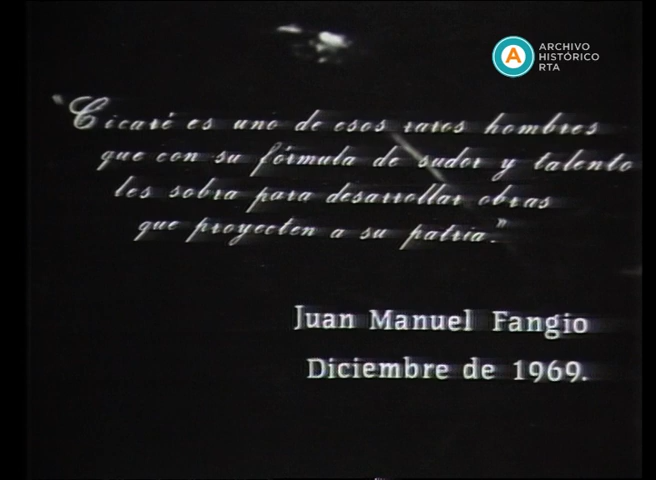 A
ARCHIVO
HISTÓRICO
RTA
"Cicaré es uno de esos raros hombres
que con su fórmula de sudor y talento
les sobra para desarrollar obras
que proyecten a su patria."
Juan Manuel Fangio
Diciembre de 1969.